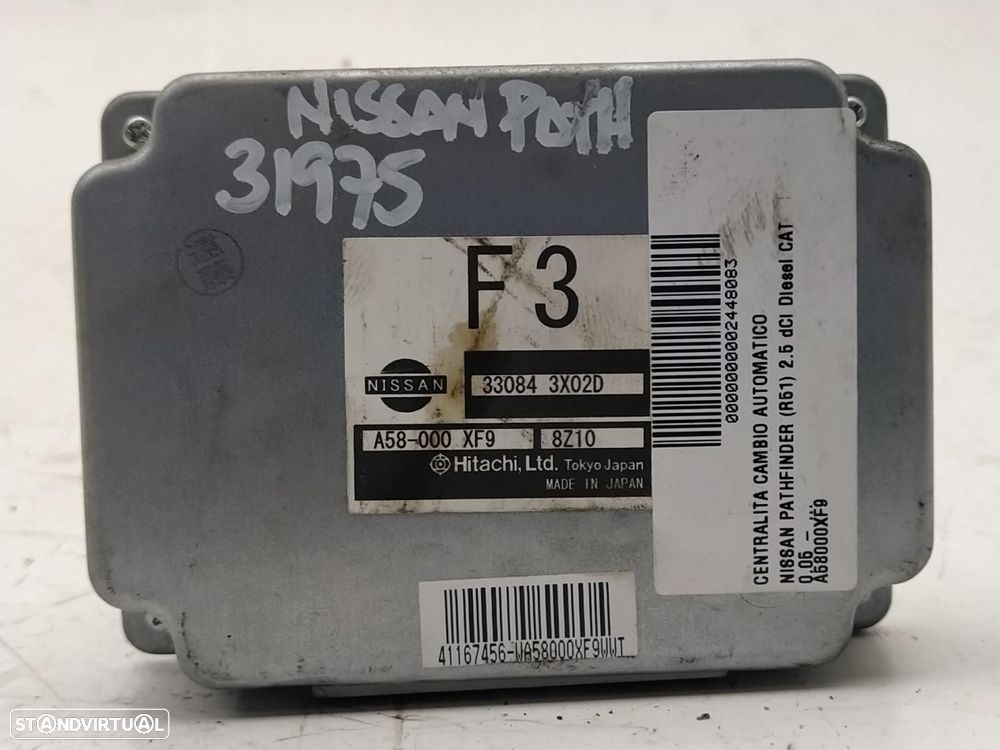 NISSAN PATH
31975
F3
NISSAN
33084 3X02D
A58-000 XF9 8Z10
Hitachi, Ltd. Tokyo Japan
MADE IN JAPAN
41167456-WA58000XF9WWT
0000000002448083
CENTRALITA CAMBIO AUTOMATICO
NISSAN PATHFINDER (R51) 2.5 dCi Diesel CAT
0.05 -
A58000XF9
STANDVIRTUAL